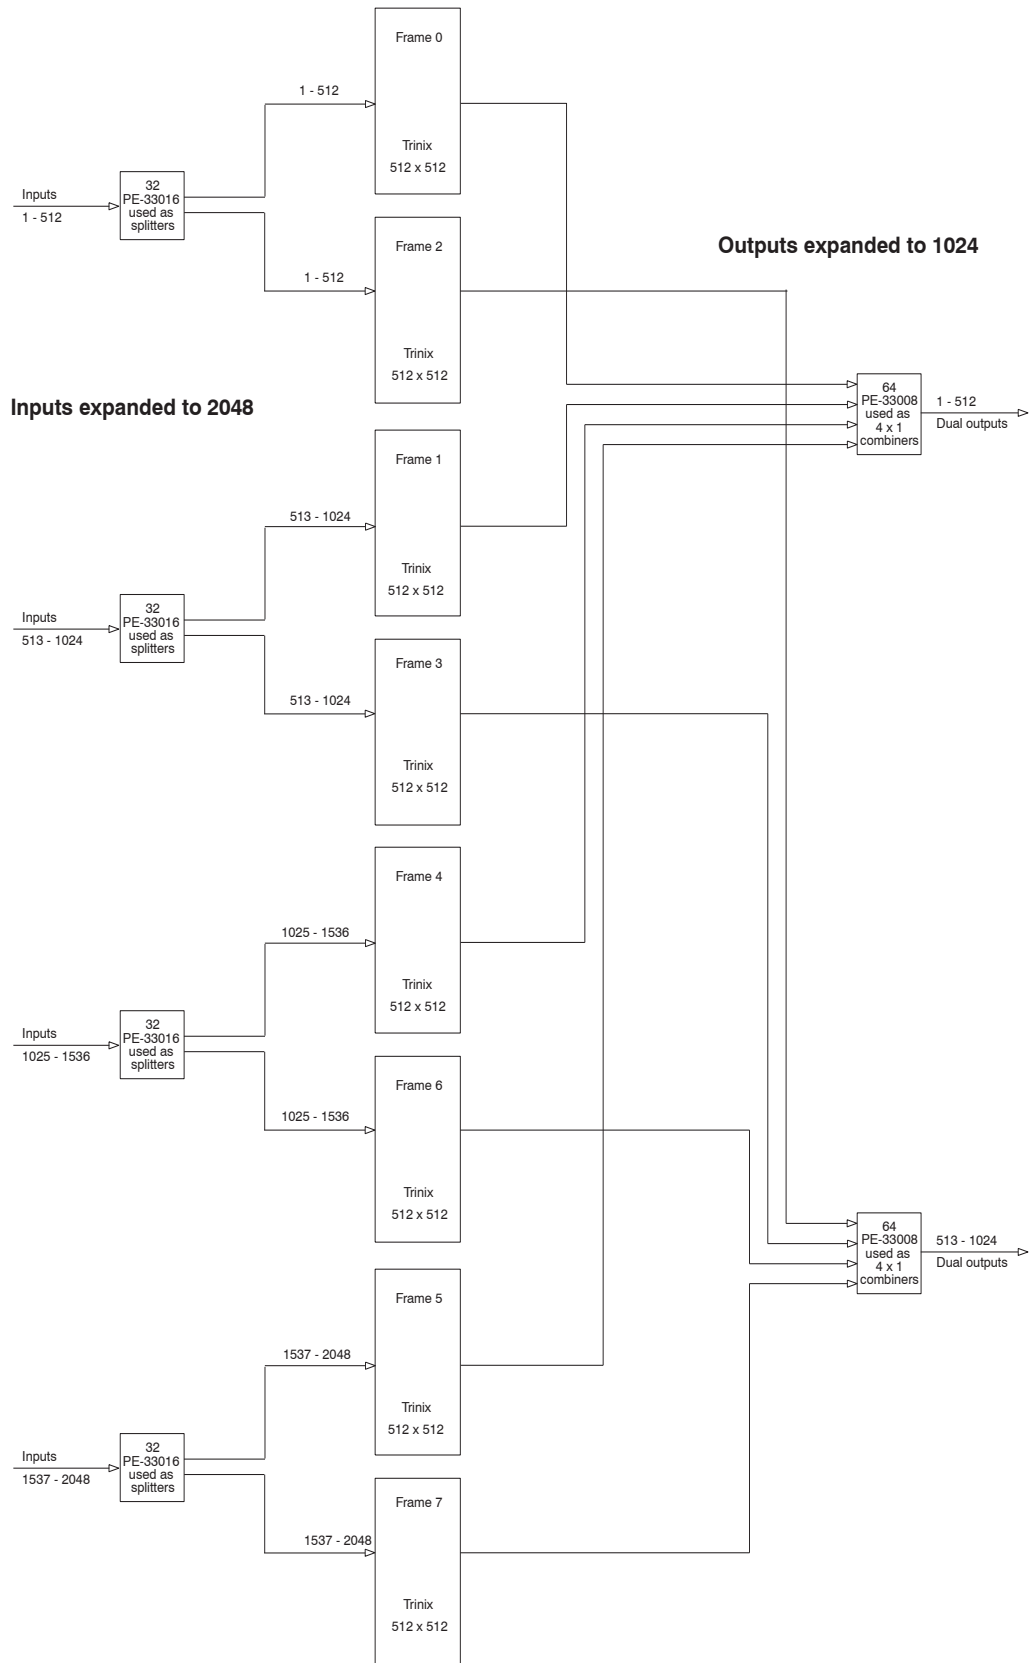 Frame 0
1 - 512
Trinix
512 x 512
Inputs
1 - 512
32
PE-33016
used as
splitters
Frame 2
1 - 512
Trinix
512 x 512
Outputs expanded to 1024
Inputs expanded to 2048
64
PE-33008
used as
4 x 1
combiners
1 - 512
Dual outputs
Frame 1
513 - 1024
Trinix
512 x 512
Inputs
513 - 1024
32
PE-33016
used as
splitters
Frame 3
513 - 1024
Trinix
512 x 512
Frame 4
1025 - 1536
Trinix
512 x 512
Inputs
1025 - 1536
32
PE-33016
used as
splitters
Frame 6
1025 - 1536
Trinix
512 x 512
64
PE-33008
used as
4 x 1
combiners
513 - 1024
Dual outputs
Frame 5
1537 - 2048
Trinix
512 x 512
Inputs
1537 - 2048
32
PE-33016
used as
splitters
Frame 7
1537 - 2048
Trinix
512 x 512